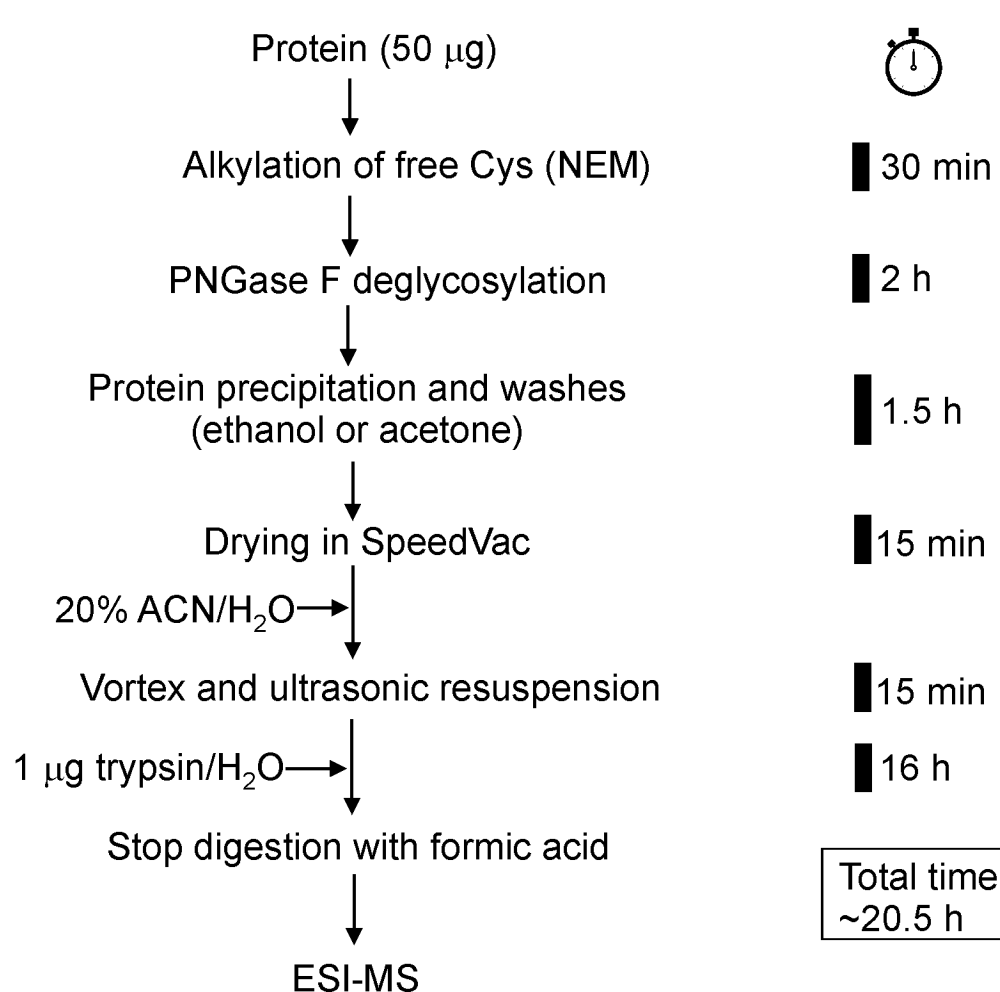 Protein (50 μg)
Alkylation of free Cys (NEM)
30 min
PNGase F deglycosylation
2 h
Protein precipitation and washes
(ethanol or acetone)
1.5 h
Drying in SpeedVac
15 min
20% ACN/H₂O
Vortex and ultrasonic resuspension
15 min
1 μg trypsin/H₂O
16 h
Stop digestion with formic acid
Total time
~20.5 h
ESI-MS